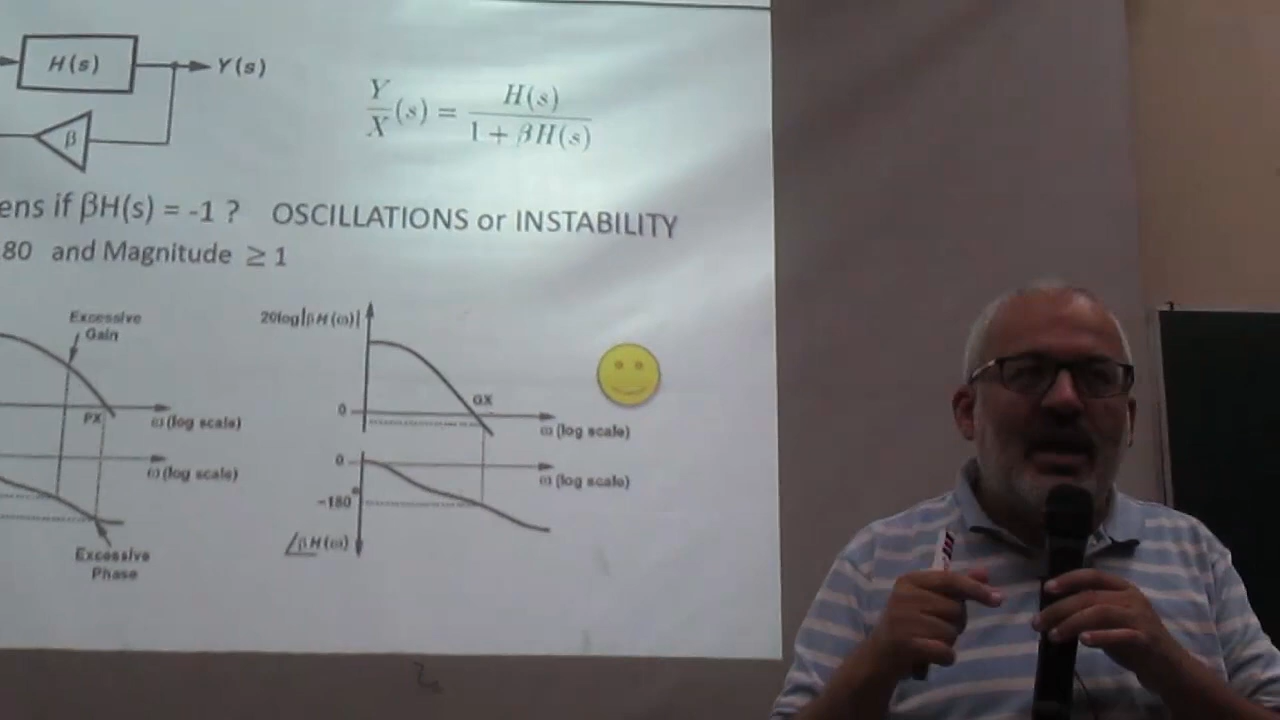 H(s) Y(s)
β
Y/X (s) = H(s) / 1 + βH(s)
ens if βH(s) = -1 ? OSCILLATIONS or INSTABILITY
80 and Magnitude ≥ 1
Excessive
Gain
PX
ω (log scale)
ω (log scale)
Excessive
Phase
20log|βH(ω)|
0
GX
ω (log scale)
0
ω (log scale)
−180°
∠βH(ω)